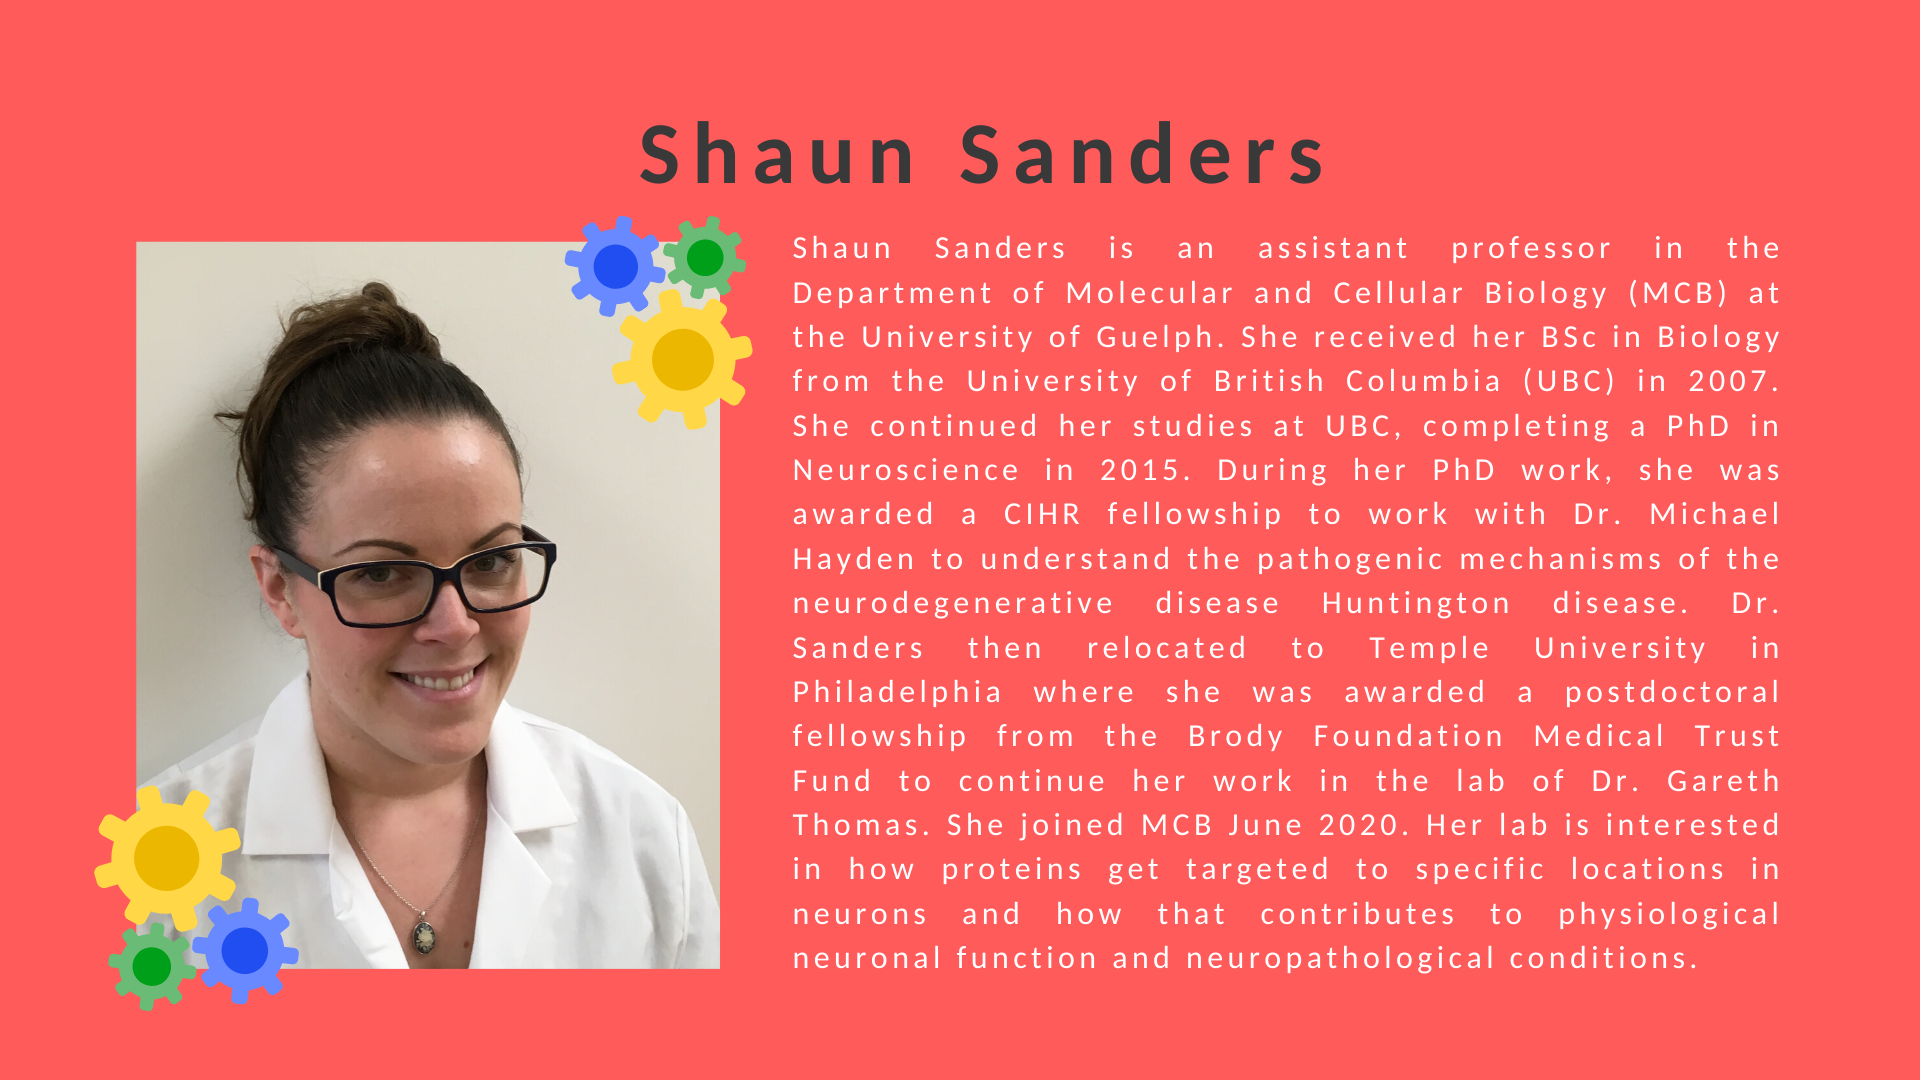 Shaun Sanders
Shaun Sanders is an assistant professor in the
Department of Molecular and Cellular Biology (MCB) at
the University of Guelph. She received her BSc in Biology
from the University of British Columbia (UBC) in 2007.
She continued her studies at UBC, completing a PhD in
Neuroscience in 2015. During her PhD work, she was
awarded a CIHR fellowship to work with Dr. Michael
Hayden to understand the pathogenic mechanisms of the
neurodegenerative disease Huntington disease. Dr.
Sanders then relocated to Temple University in
Philadelphia where she was awarded a postdoctoral
fellowship from the Brody Foundation Medical Trust
Fund to continue her work in the lab of Dr. Gareth
Thomas. She joined MCB June 2020. Her lab is interested
in how proteins get targeted to specific locations in
neurons and how that contributes to physiological
neuronal function and neuropathological conditions.